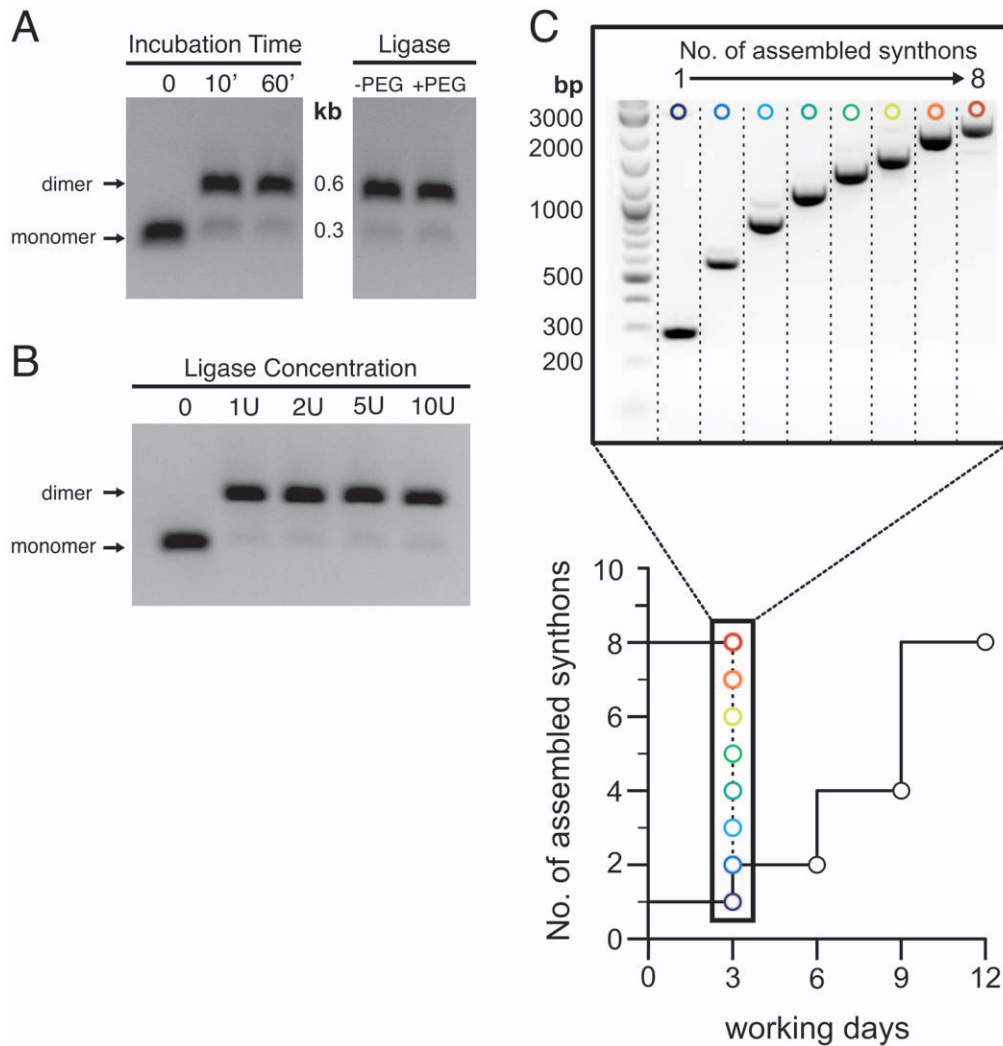 A
Incubation Time
0 10' 60'
kb
Ligase
-PEG +PEG
dimer
0.6
monomer
0.3
B
Ligase Concentration
0 1U 2U 5U 10U
dimer
monomer
C
No. of assembled synthons
1 8
bp
3000
2000
1000
500
300
200
No. of assembled synthons
10
8
6
4
2
0
0 3 6 9 12
working days